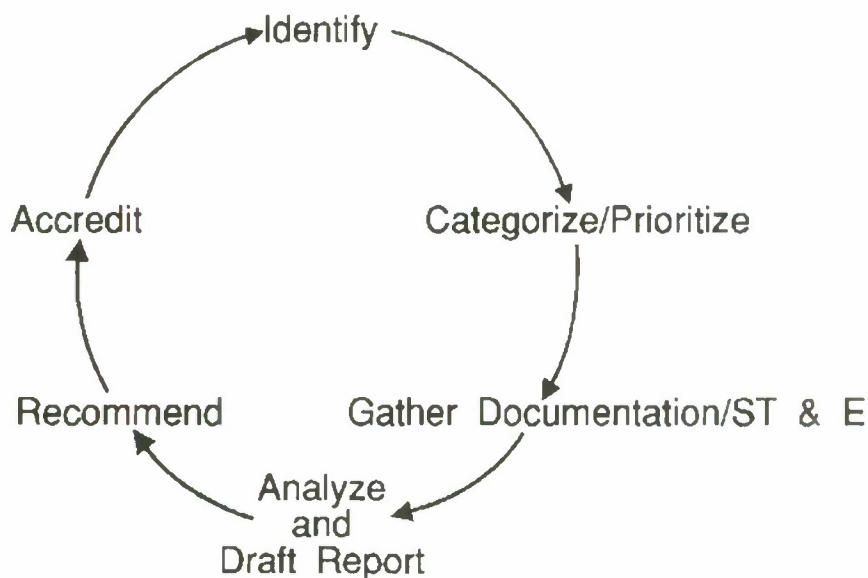 Identify
Categorize/Prioritize
Gather Documentation/ST & E
Analyze
and
Draft Report
Recommend
Accredit